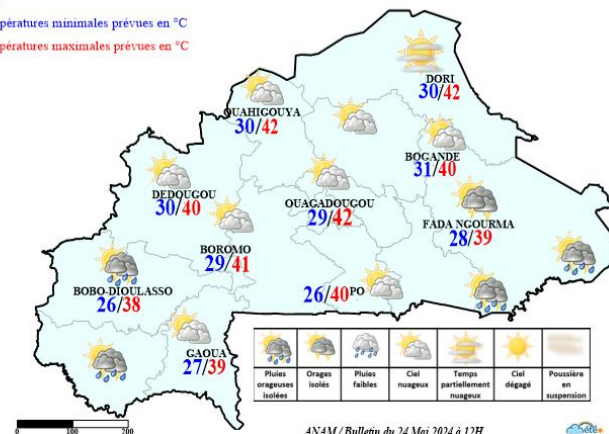 pératures minimales prévues en °C
pératures maximales prévues en °C
DORI
30/42
OUAHIGOUYA
30/42
BOGANDE
31/40
DEDOUGOU
30/40
OUAGADOUGOU
29/42
FADA NGOURMA
28/39
BOROMO
29/41
BOBO-DIOULASSO
26/38
26/40 PO
GAOUA
27/39
Pluies orageuses isolées
Orages isolés
Pluies faibles
Ciel nuageux
Temps partiellement nuageux
Ciel dégagé
Poussière en suspension
0 100 200
ANAM / Bulletin du 24 Mai 2024 à 12H
été